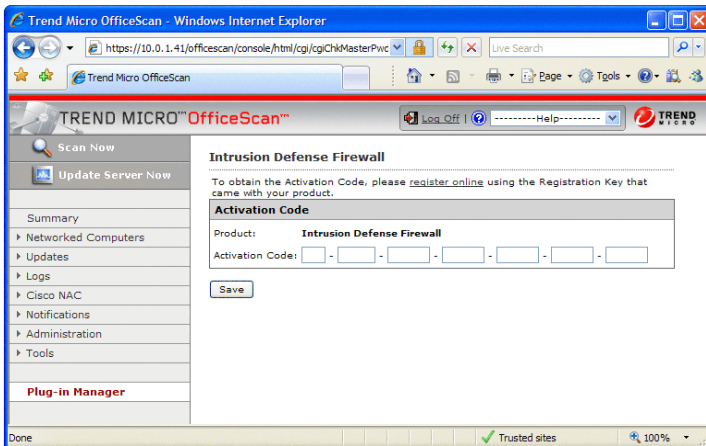 Trend Micro OfficeScan - Windows Internet Explorer
https://10.0.1.41/officescan/console/html/cgi/cgiChkMasterPwd
Live Search
Trend Micro OfficeScan
Page
Tools
TREND MICRO™ OfficeScan™
Log Off | ---------Help---------
TREND MICRO
Scan Now
Update Server Now
Summary
Networked Computers
Updates
Logs
Cisco NAC
Notifications
Administration
Tools
Plug-in Manager
Intrusion Defense Firewall
To obtain the Activation Code, please register online using the Registration Key that
came with your product.
Activation Code
Product: Intrusion Defense Firewall
Activation Code: - - - - - -
Save
Done
Trusted sites
100%